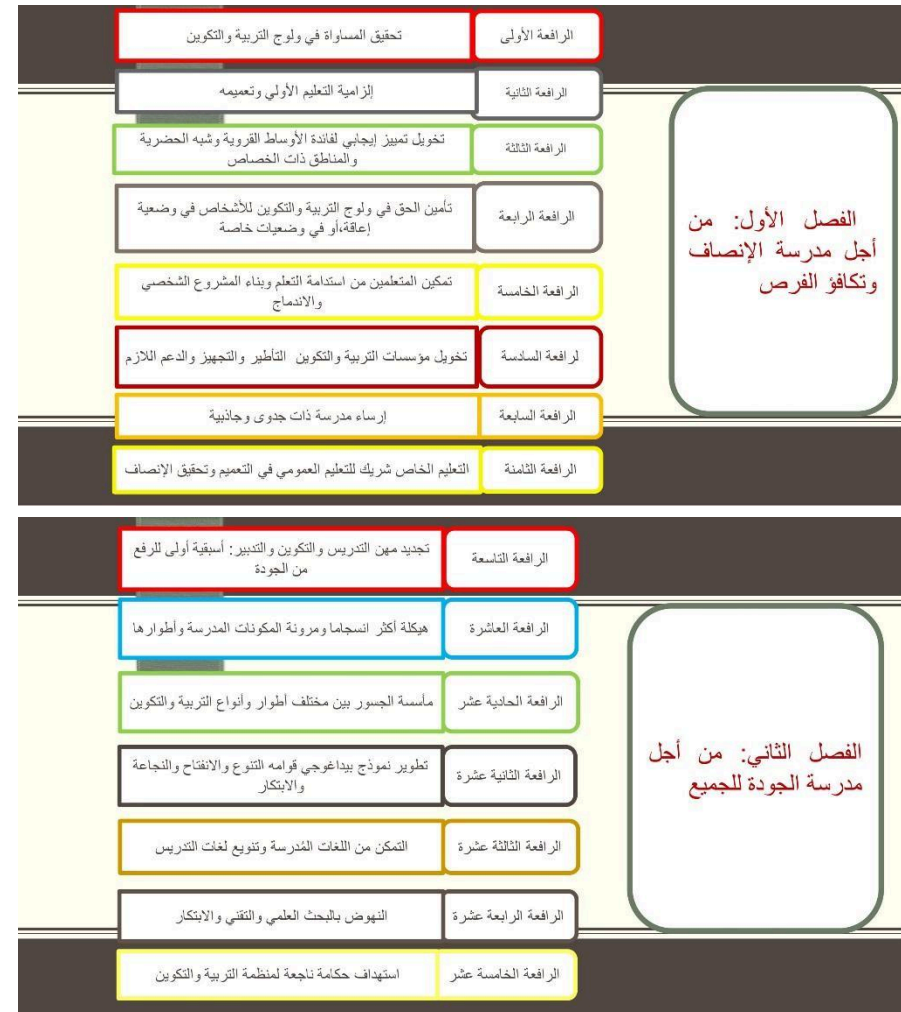 الفصل الأول: من
أجل مدرسة الإنصاف
وتكافؤ الفرص
الرافعة الأولى
تحقيق المساواة في ولوج التربية والتكوين
الرافعة الثانية
إلزامية التعليم الأولي وتعميمه
الرافعة الثالثة
تخويل تمييز إيجابي لفائدة الأوساط القروية وشبه الحضرية
والمناطق ذات الخصاص
الرافعة الرابعة
تأمين الحق في ولوج التربية والتكوين للأشخاص في وضعية
إعاقة،أو في وضعيات خاصة
الرافعة الخامسة
تمكين المتعلمين من استدامة التعلم وبناء المشروع الشخصي
والاندماج
لرافعة السادسة
تخويل مؤسسات التربية والتكوين التأطير والتجهيز والدعم اللازم
الرافعة السابعة
إرساء مدرسة ذات جدوى وجاذبية
الرافعة الثامنة
التعليم الخاص شريك للتعليم العمومي في التعميم وتحقيق الإنصاف
الفصل الثاني: من أجل
مدرسة الجودة للجميع
الرافعة التاسعة
تجديد مهن التدريس والتكوين والتدبير: أسبقية أولى للرفع
من الجودة
الرافعة العاشرة
هيكلة أكثر انسجاما ومرونة المكونات المدرسة وأطوارها
الرافعة الحادية عشر
مأسسة الجسور بين مختلف أطوار وأنواع التربية والتكوين
الرافعة الثانية عشرة
تطوير نموذج بيداغوجي قوامه التنوع والانفتاح والنجاعة
والابتكار
الرافعة الثالثة عشرة
التمكن من اللغات المُدرسة وتنويع لغات التدريس
الرافعة الرابعة عشرة
النهوض بالبحث العلمي والتقني والابتكار
الرافعة الخامسة عشر
استهداف حكامة ناجعة لمنظمة التربية والتكوين